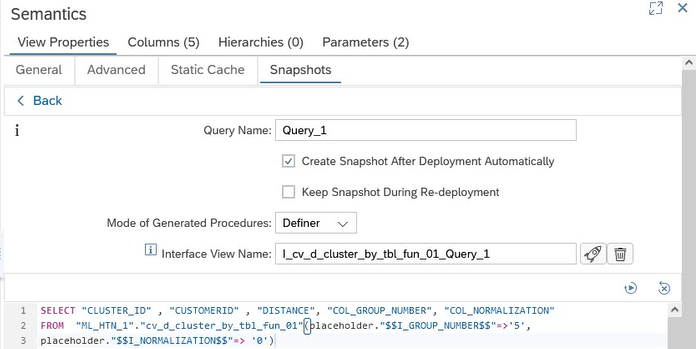 Semantics
View Properties Columns (5) Hierarchies (0) Parameters (2)
General Advanced Static Cache Snapshots
Back
i Query Name: Query_1
Create Snapshot After Deployment Automatically
Keep Snapshot During Re-deployment
Mode of Generated Procedures: Definer
i Interface View Name: I_cv_d_cluster_by_tbl_fun_01_Query_1
1 SELECT "CLUSTER_ID" , "CUSTOMERID" , "DISTANCE", "COL_GROUP_NUMBER", "COL_NORMALIZATION"
2 FROM "ML_HTN_1"."cv_d_cluster_by_tbl_fun_01"(placeholder."$$I_GROUP_NUMBER$$"=>'5',
3 placeholder."$$I_NORMALIZATION$$"=> '0')